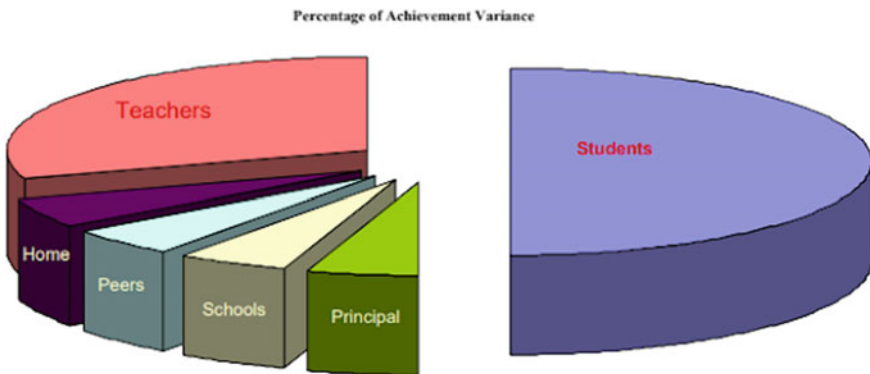 Percentage of Achievement Variance
Teachers
Students
Home
Peers
Schools
Principal